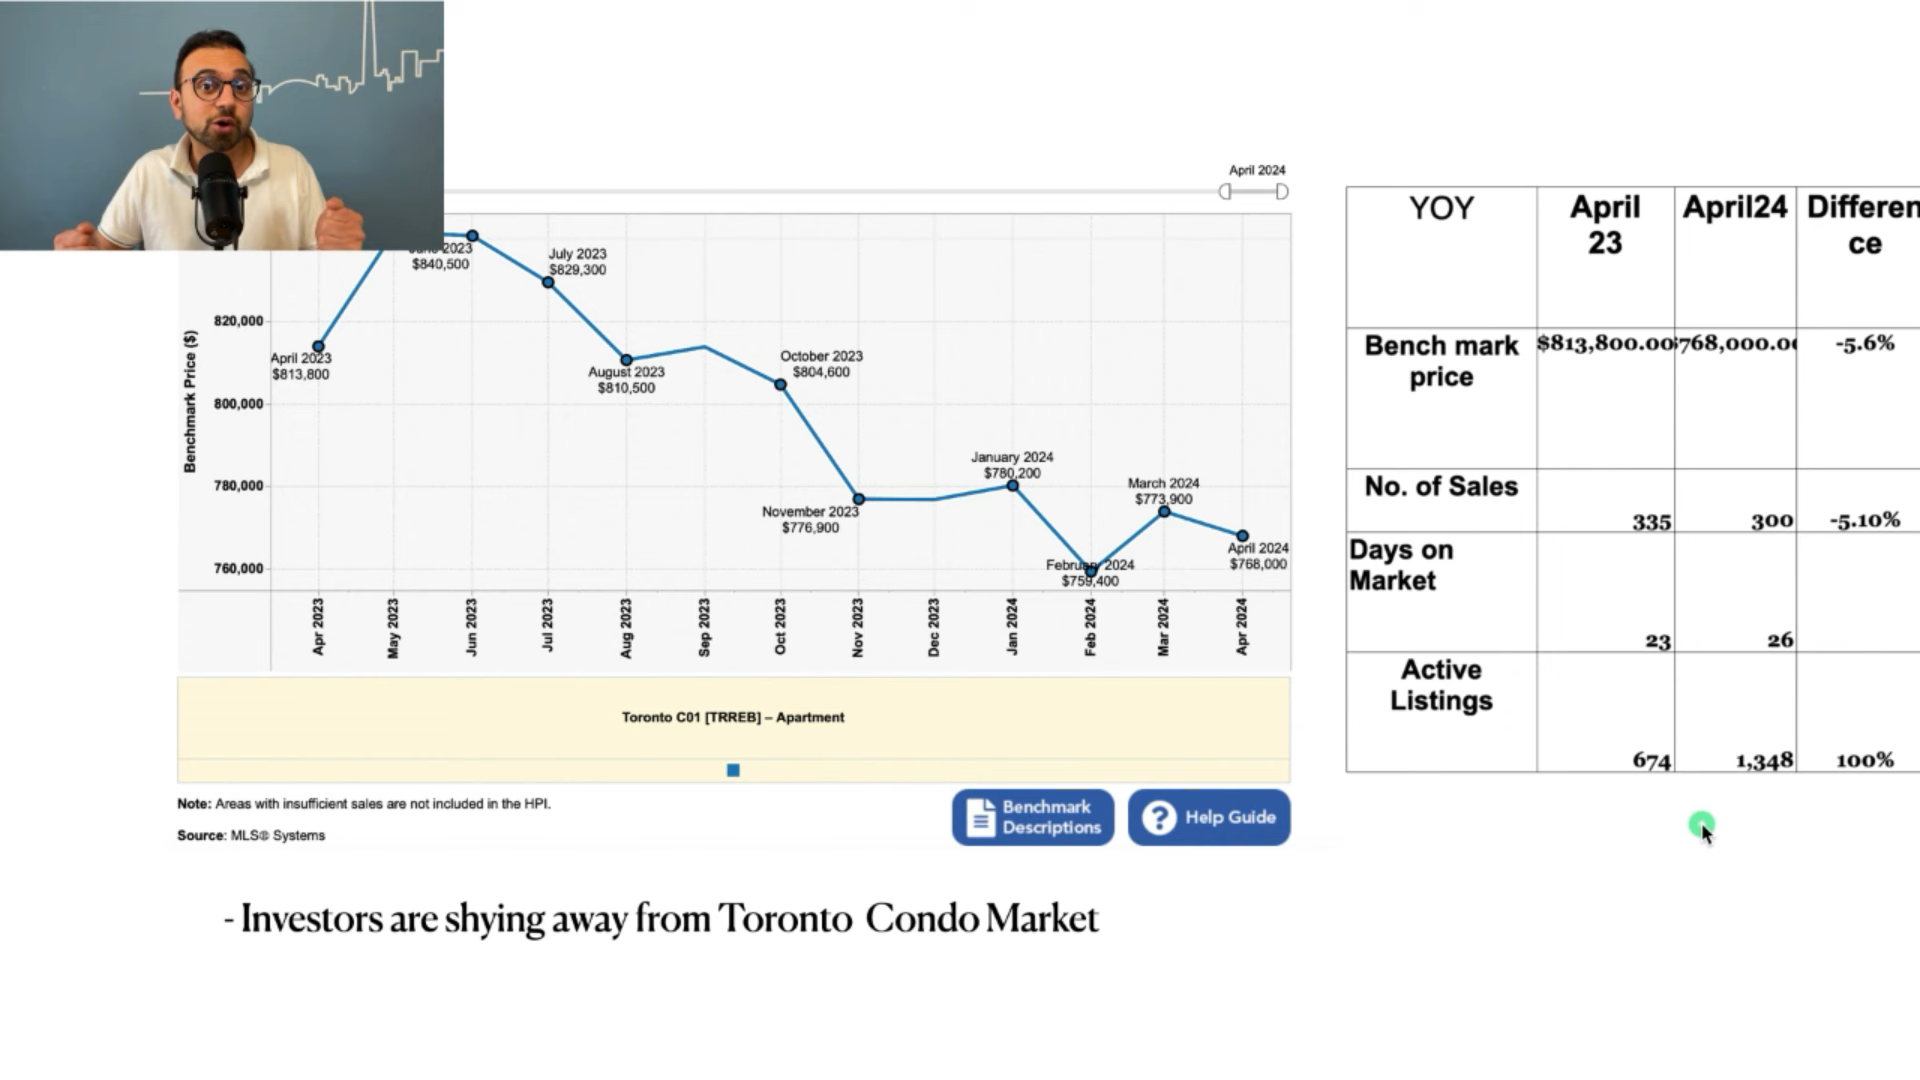 April 2024
June 2023
$840,500
July 2023
$829,300
820,000
April 2023
$813,800
August 2023
$810,500
October 2023
$804,600
800,000
Benchmark Price ($)
780,000
November 2023
$776,900
January 2024
$780,200
March 2024
$773,900
760,000
February 2024
$759,400
April 2024
$768,000
Apr 2023
May 2023
Jun 2023
Jul 2023
Aug 2023
Sep 2023
Oct 2023
Nov 2023
Dec 2023
Jan 2024
Feb 2024
Mar 2024
Apr 2024
Toronto C01 [TRREB] – Apartment
Note: Areas with insufficient sales are not included in the HPI.
Source: MLS® Systems
Benchmark
Descriptions
Help Guide
YOY
April
23
April24
Differen
ce
Bench mark
price
$813,800.00
768,000.00
-5.6%
No. of Sales
335
300
-5.10%
Days on
Market
23
26
Active
Listings
674
1,348
100%
- Investors are shying away from Toronto Condo Market